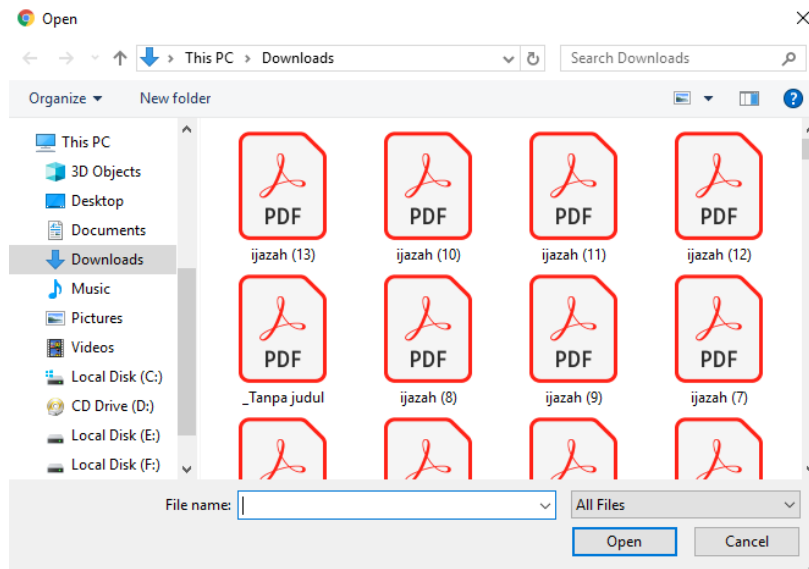 Open
This PC > Downloads
Search Downloads
Organize
New folder
This PC
3D Objects
Desktop
Documents
Downloads
Music
Pictures
Videos
Local Disk (C:)
CD Drive (D:)
Local Disk (E:)
Local Disk (F:)
PDF PDF PDF PDF
ijazah (13) ijazah (10) ijazah (11) ijazah (12)
PDF PDF PDF PDF
_Tanpa judul ijazah (8) ijazah (9) ijazah (7)
File name:
All Files
Open Cancel